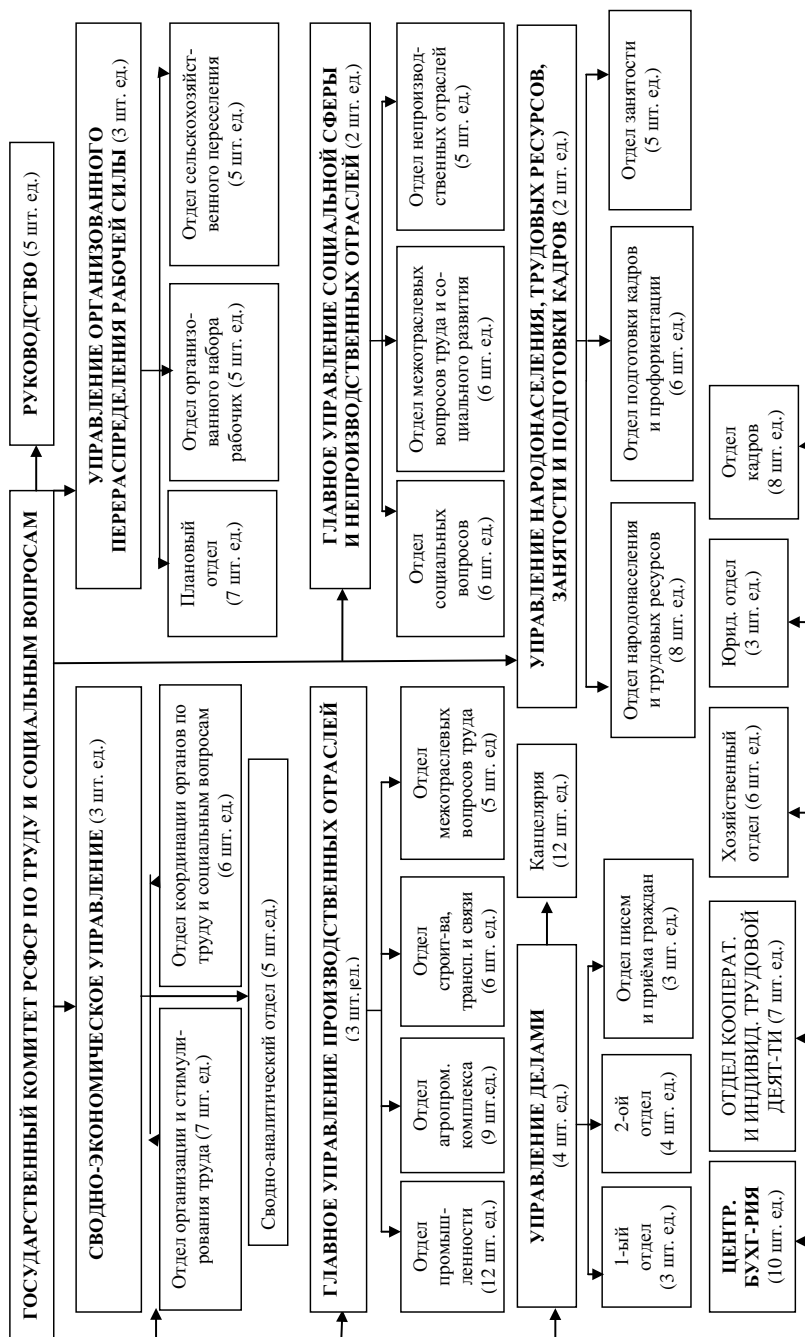 ГОСУДАРСТВЕННЫЙ КОМИТЕТ РСФСР ПО ТРУДУ И СОЦИАЛЬНЫМ ВОПРОСАМ
РУКОВОДСТВО (5 шт. ед.)
СВОДНО-ЭКОНОМИЧЕСКОЕ УПРАВЛЕНИЕ (3 шт. ед.)
Отдел организации и стимули-
рования труда (7 шт. ед.)
Отдел координации органов по
труду и социальным вопросам
(6 шт. ед.)
Сводно-аналитический отдел (5 шт.ед.)
УПРАВЛЕНИЕ ОРГАНИЗОВАННОГО
ПЕРЕРАСПРЕДЕЛЕНИЯ РАБОЧЕЙ СИЛЫ (3 шт. ед.)
Плановый
отдел
(7 шт. ед.)
Отдел организо-
ванного набора
рабочих (5 шт. ед.)
Отдел сельскохозяйст-
венного переселения
(5 шт. ед.)
ГЛАВНОЕ УПРАВЛЕНИЕ ПРОИЗВОДСТВЕННЫХ ОТРАСЛЕЙ
(3 шт.ед.)
Отдел
промыш-
ленности
(12 шт. ед.)
Отдел
агропром.
комплекса
(9 шт.ед.)
Отдел
строит-ва,
трансп. и связи
(6 шт. ед.)
Отдел
межотраслевых
вопросов труда
(5 шт. ед)
ГЛАВНОЕ УПРАВЛЕНИЕ СОЦИАЛЬНОЙ СФЕРЫ
И НЕПРОИЗВОДСТВЕННЫХ ОТРАСЛЕЙ (2 шт. ед.)
Отдел
социальных
вопросов
(6 шт. ед.)
Отдел межотраслевых
вопросов труда и со-
циального развития
(6 шт. ед.)
Отдел непроизвод-
ственных отраслей
(5 шт. ед.)
УПРАВЛЕНИЕ ДЕЛАМИ
(4 шт. ед.)
Канцелярия
(12 шт. ед.)
1-ый
отдел
(3 шт. ед.)
2-ой
отдел
(4 шт. ед.)
Отдел писем
и приёма граждан
(3 шт. ед.)
УПРАВЛЕНИЕ НАРОДОНАСЕЛЕНИЯ, ТРУДОВЫХ РЕСУРСОВ,
ЗАНЯТОСТИ И ПОДГОТОВКИ КАДРОВ (2 шт. ед.)
Отдел народонаселения
и трудовых ресурсов
(8 шт. ед.)
Отдел подготовки кадров
и профориентации
(6 шт. ед.)
Отдел занятости
(5 шт. ед.)
ЦЕНТР.
БУХГ-РИЯ
(10 шт. ед.)
ОТДЕЛ КООПЕРАТ.
И ИНДИВИД. ТРУДОВОЙ
ДЕЯТ-ТИ (7 шт. ед.)
Хозяйственный
отдел (6 шт. ед.)
Юрид. отдел
(3 шт. ед.)
Отдел
кадров
(8 шт. ед.)